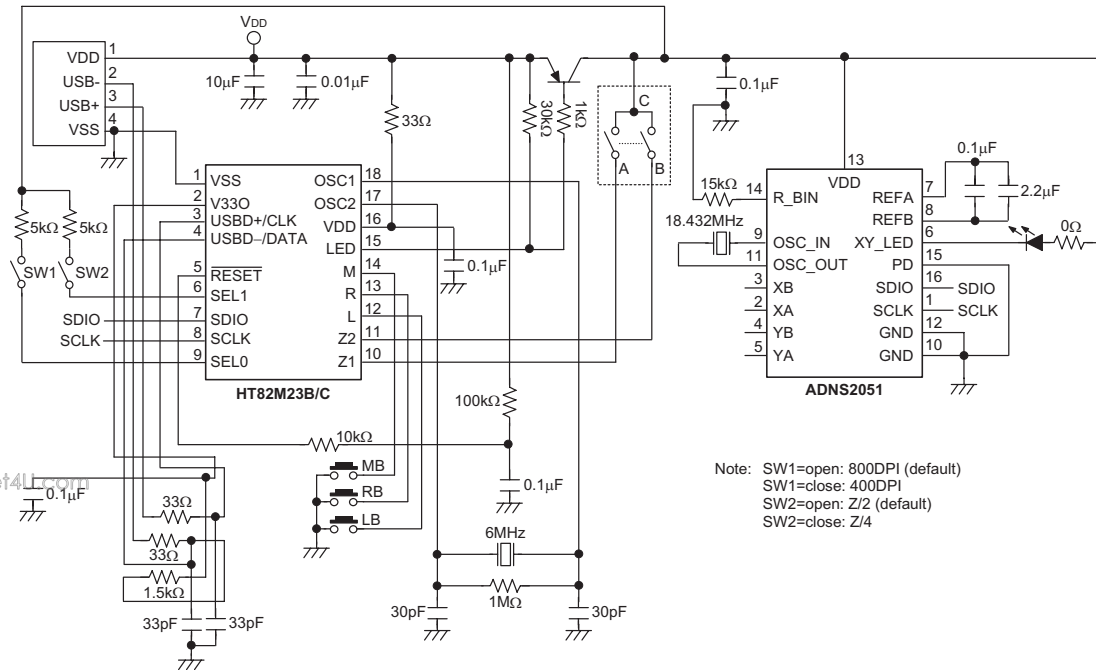 VDD
VDD
1
USB-
2
USB+
3
VSS
4
10μF
0.01μF
33Ω
30kΩ
1kΩ
C
A
B
0.1μF
15kΩ
18.432MHz
5kΩ
5kΩ
SW1
SW2
SDIO
SCLK
1
VSS
2
V33O
3
USBD+/CLK
4
USBD–/DATA
5
RESET
6
SEL1
7
SDIO
8
SCLK
9
SEL0
OSC1
18
OSC2
17
VDD
16
LED
15
M
14
R
13
L
12
Z2
11
Z1
10
HT82M23B/C
0.1μF
13
VDD
14
R_BIN
9
OSC_IN
11
OSC_OUT
3
XB
2
XA
4
YB
5
YA
REFA
7
REFB
8
XY_LED
6
PD
15
SDIO
16
SDIO
SCLK
1
SCLK
GND
12
GND
10
ADNS2051
0.1μF
2.2μF
0Ω
100kΩ
10kΩ
0.1μF
MB
RB
LB
6MHz
1MΩ
30pF
30pF
et4U.com
0.1μF
33Ω
33Ω
1.5kΩ
33pF
33pF
Note: SW1=open: 800DPI (default)
SW1=close: 400DPI
SW2=open: Z/2 (default)
SW2=close: Z/4